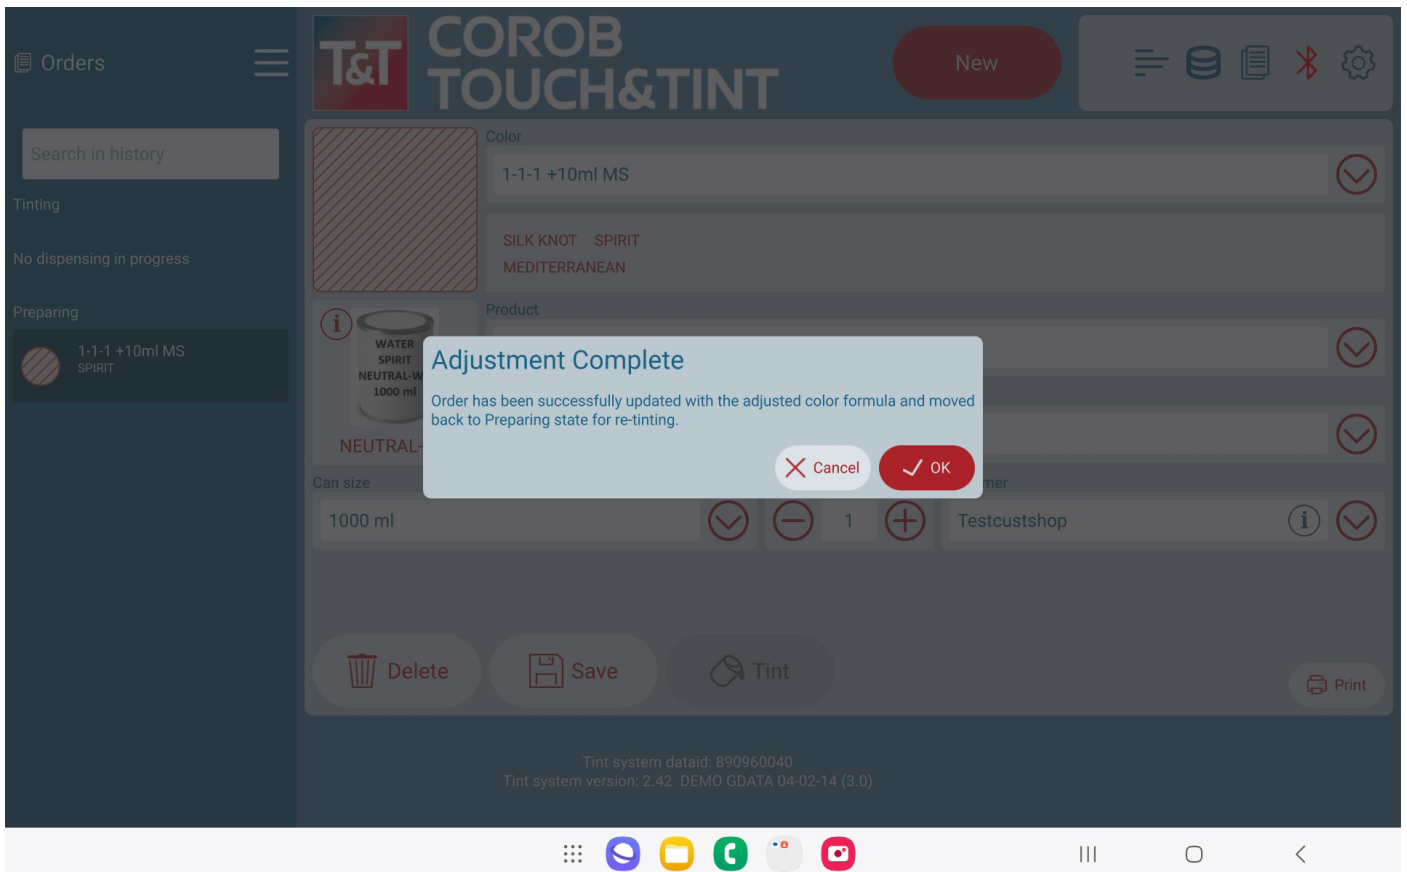 Orders
T&T
COROB
TOUCH&TINT
New
Search in history
Tinting
No dispensing in progress
Preparing
1-1-1 +10ml MS
SPIRIT
Color
1-1-1 +10ml MS
SILK KNOT SPIRIT
MEDITERRANEAN
Product
WATER
SPIRIT
NEUTRAL-W
1000 ml
NEUTRAL-
Adjustment Complete
Order has been successfully updated with the adjusted color formula and moved
back to Preparing state for re-tinting.
Cancel
OK
Can size
mer
1000 ml
1
Testcustshop
Delete
Save
Tint
Print
Tint system dataid: 890960040
Tint system version: 2.42 DEMO GDATA 04-02-14 (3.0)